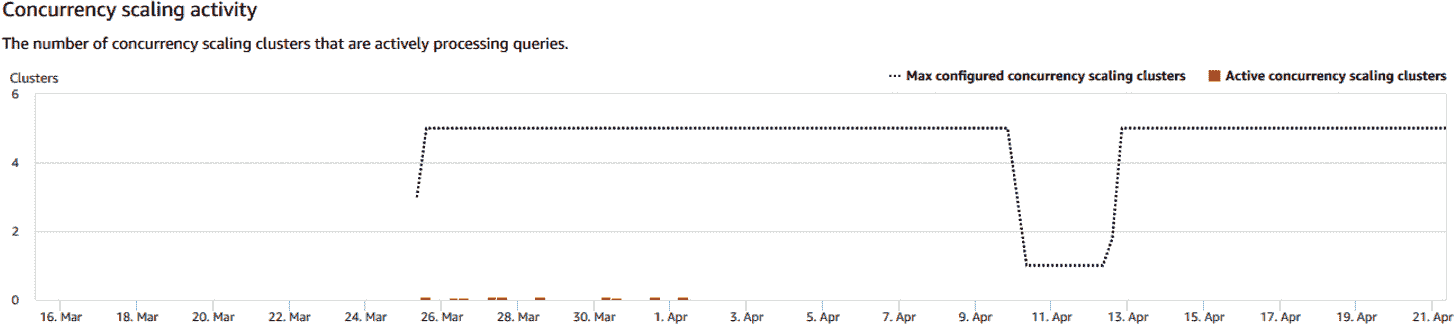 Concurrency scaling activity
The number of concurrency scaling clusters that are actively processing queries.
Clusters
Max configured concurrency scaling clusters
Active concurrency scaling clusters
6
4
2
0
16. Mar 18. Mar 20. Mar 22. Mar 24. Mar 26. Mar 28. Mar 30. Mar 1. Apr 3. Apr 5. Apr 7. Apr 9. Apr 11. Apr 13. Apr 15. Apr 17. Apr 19. Apr 21. Apr